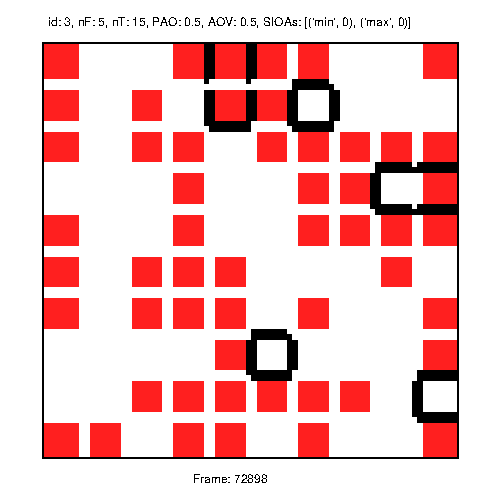 id: 3, nF: 5, nT: 15, PAO: 0.5, AOV: 0.5, SIOAs: [('min', 0), ('max', 0)]
Frame: 72898